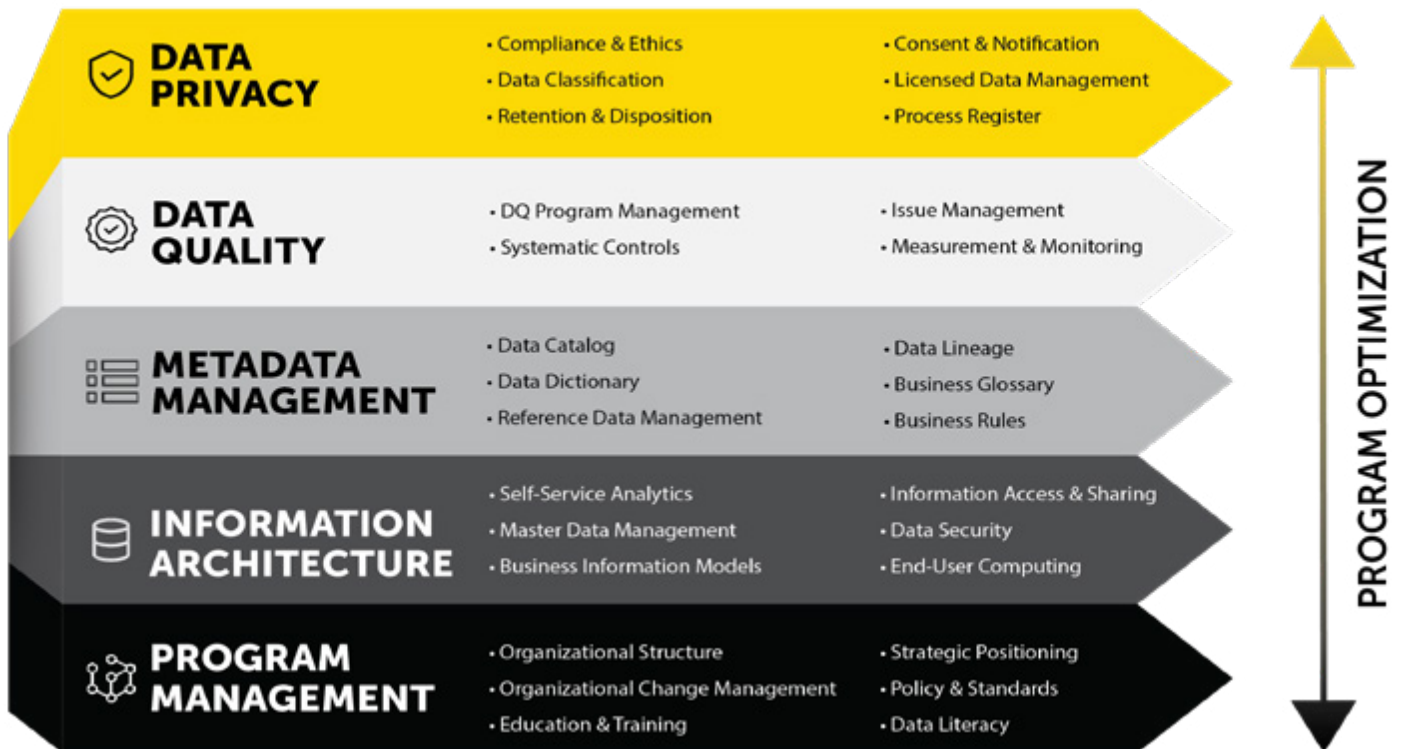 DATA
PRIVACY
• Compliance & Ethics
• Data Classification
• Retention & Disposition
• Consent & Notification
• Licensed Data Management
• Process Register
DATA
QUALITY
• DQ Program Management
• Systematic Controls
• Issue Management
• Measurement & Monitoring
METADATA
MANAGEMENT
• Data Catalog
• Data Dictionary
• Reference Data Management
• Data Lineage
• Business Glossary
• Business Rules
INFORMATION
ARCHITECTURE
• Self-Service Analytics
• Master Data Management
• Business Information Models
• Information Access & Sharing
• Data Security
• End-User Computing
PROGRAM
MANAGEMENT
• Organizational Structure
• Organizational Change Management
• Education & Training
• Strategic Positioning
• Policy & Standards
• Data Literacy
PROGRAM OPTIMIZATION